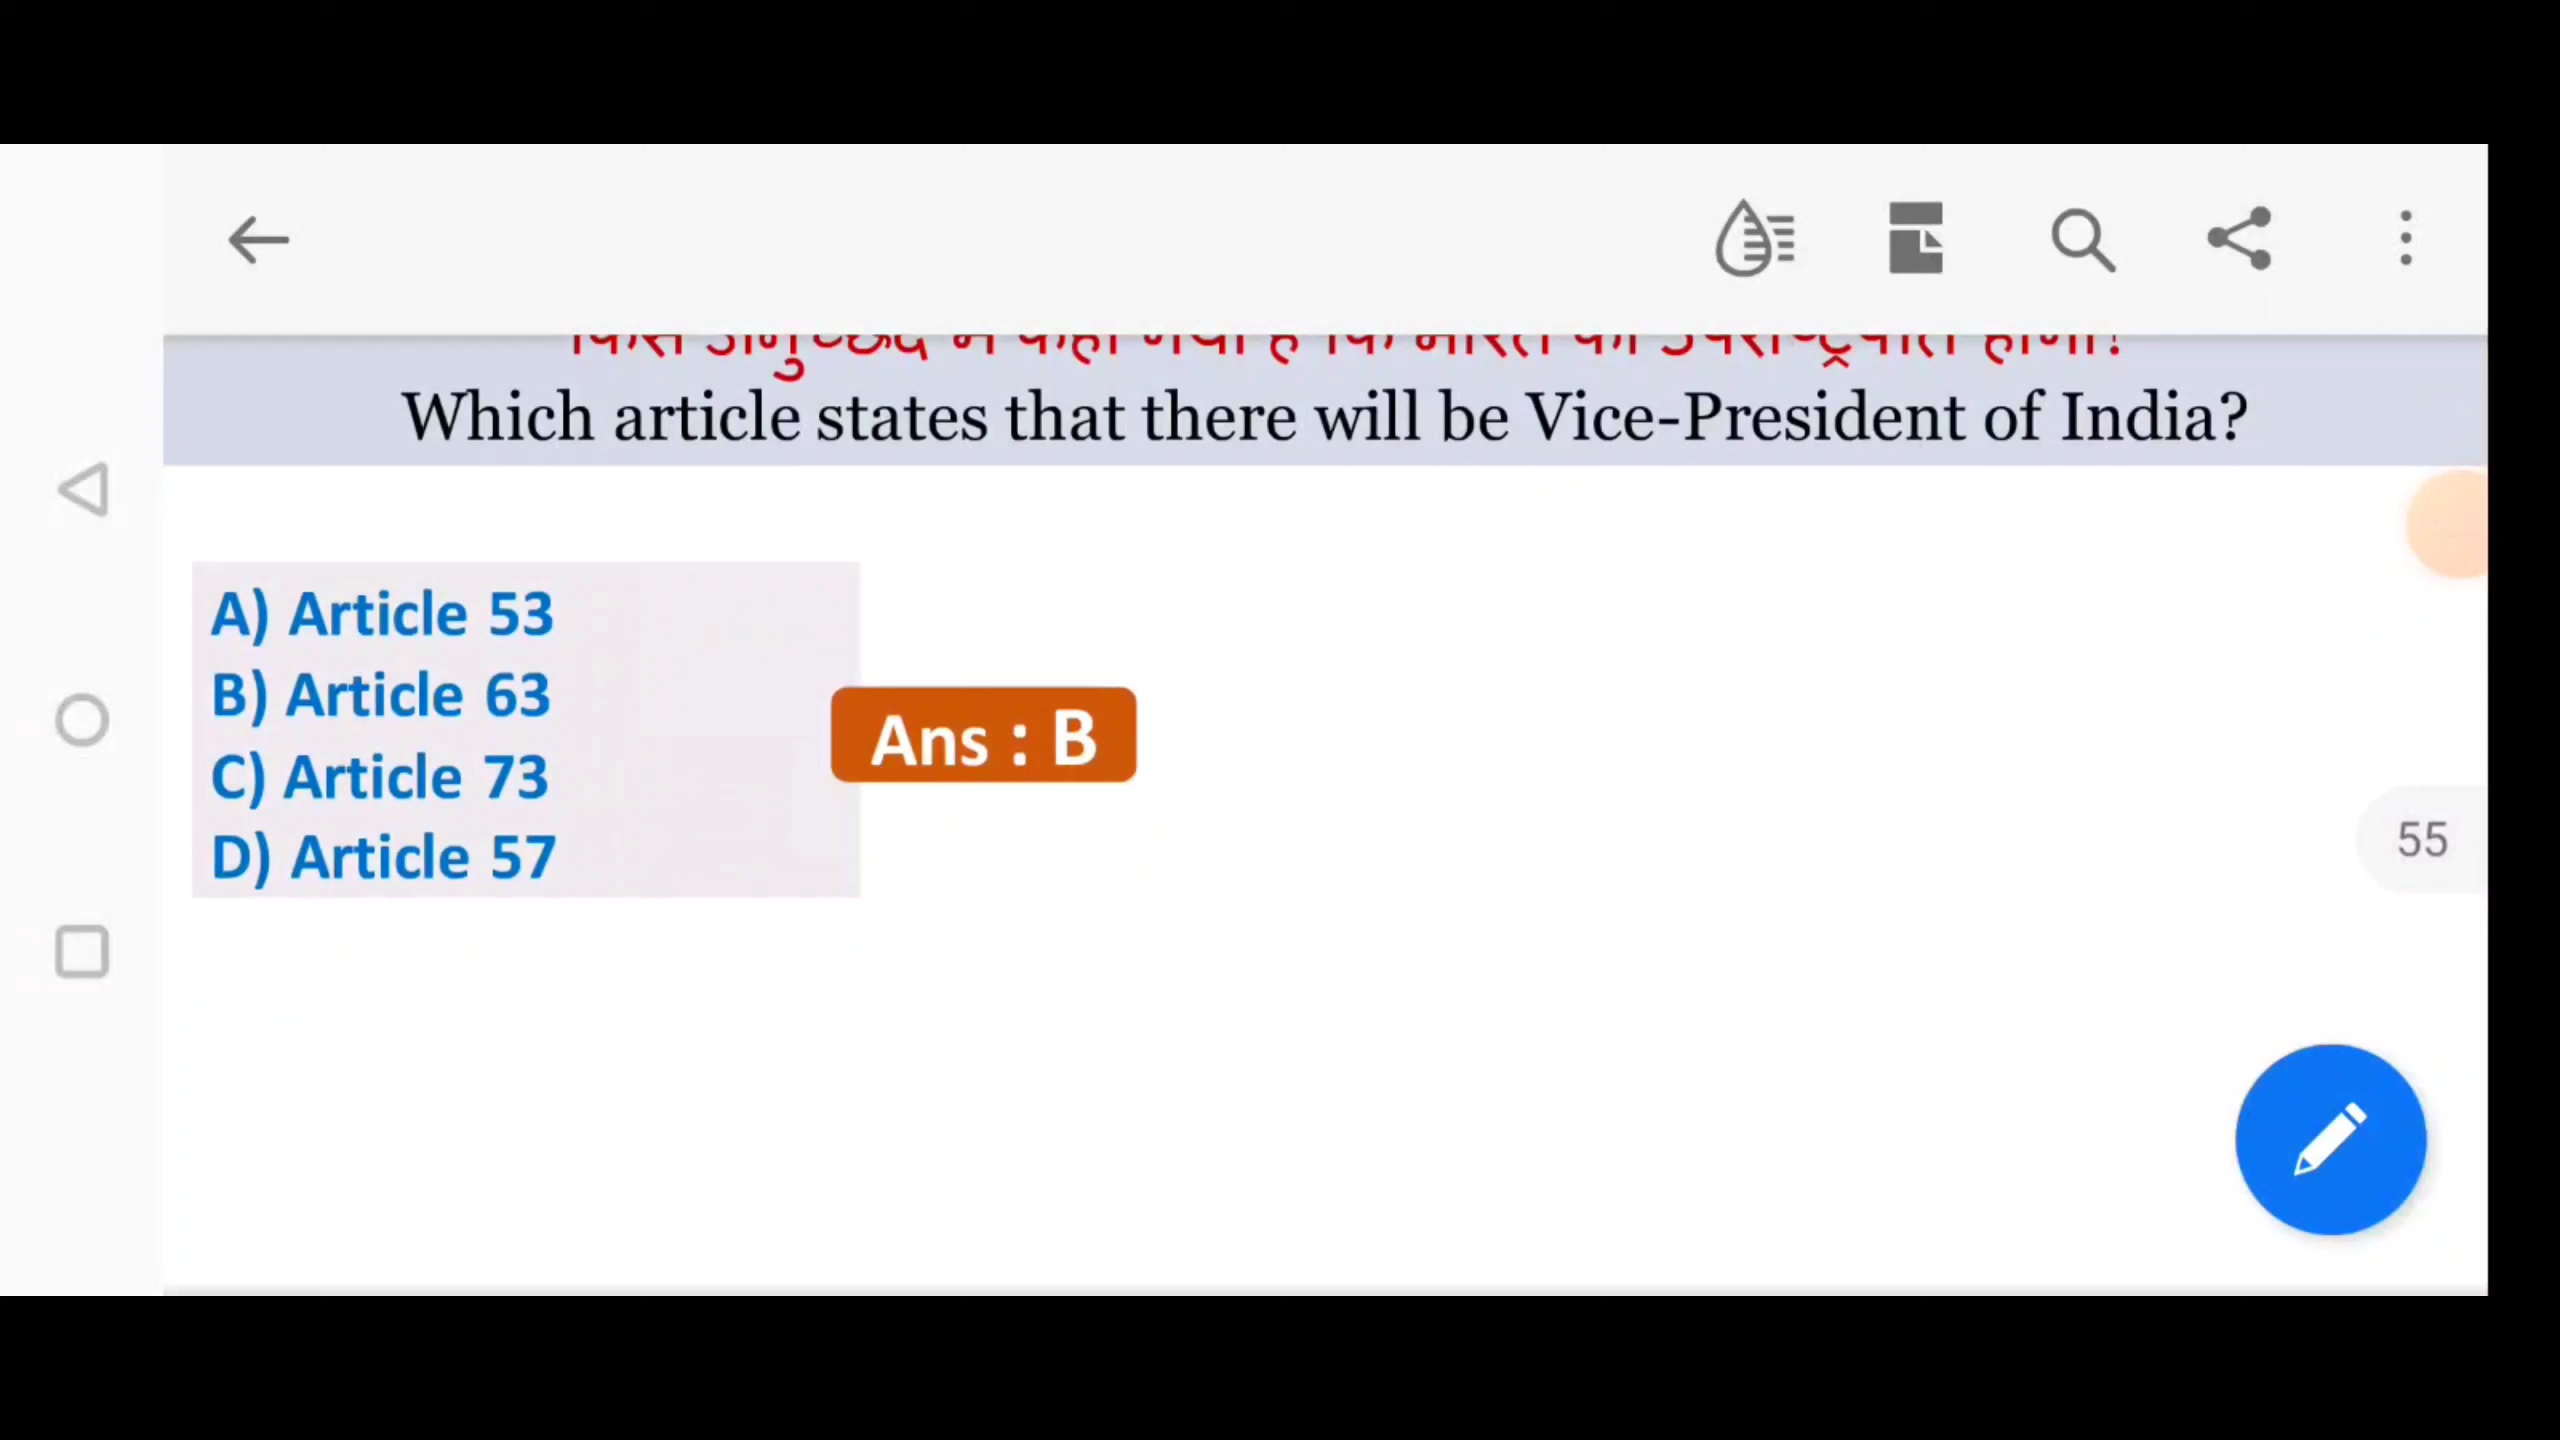 Which article states that there will be Vice-President of India?
A) Article 53
B) Article 63
C) Article 73
D) Article 57
Ans : B
55